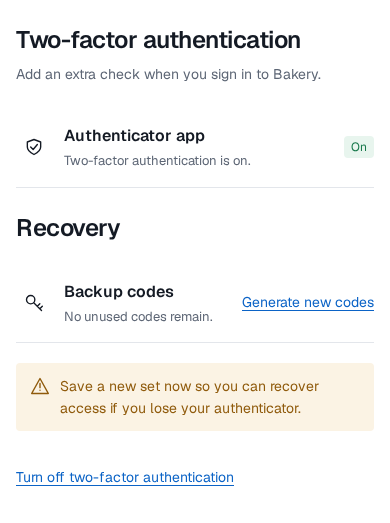 Two-factor authentication
Add an extra check when you sign in to Bakery.
Authenticator app
Two-factor authentication is on.
On
Recovery
Backup codes
No unused codes remain.
Generate new codes
Save a new set now so you can recover
access if you lose your authenticator.
Turn off two-factor authentication